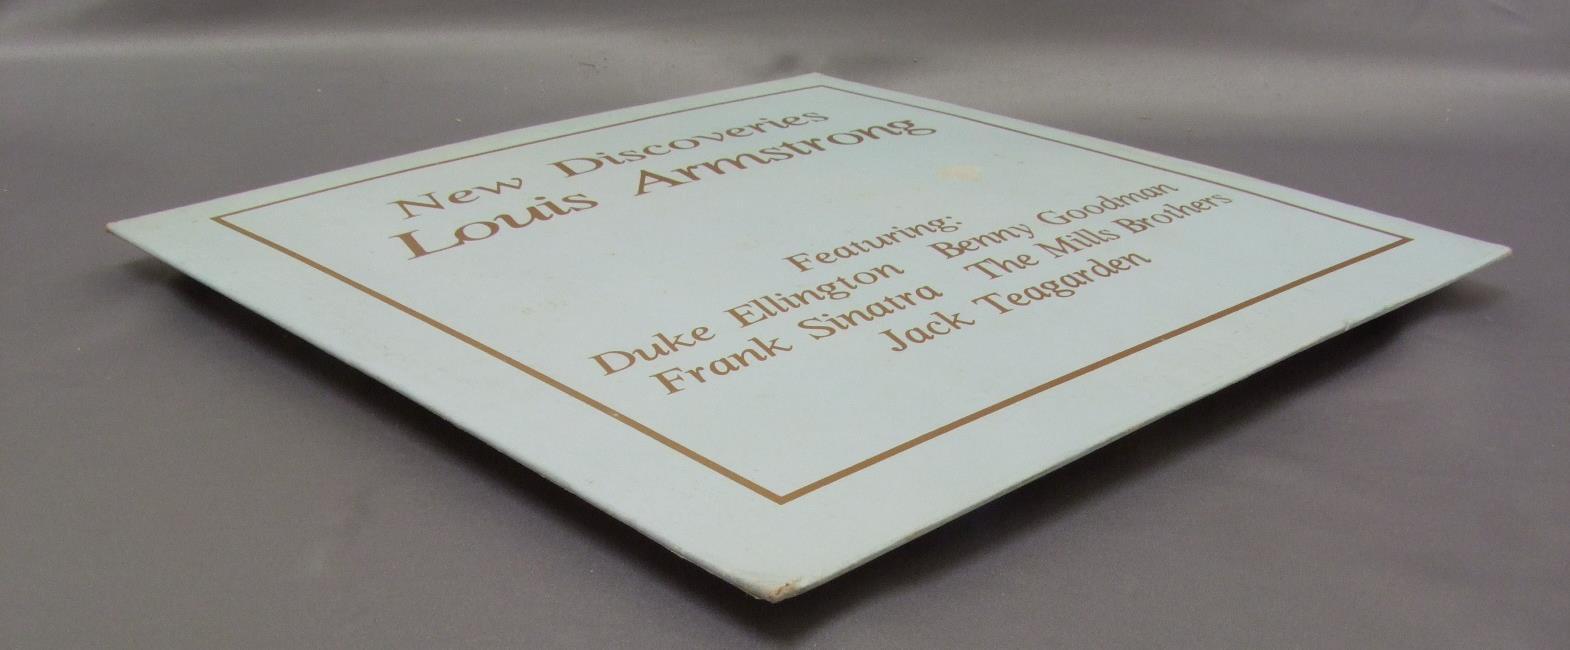 New Discoveries
Louis Armstrong
Featuring:
Duke Ellington Benny Goodman
Frank Sinatra The Mills Brothers
Jack Teagarden